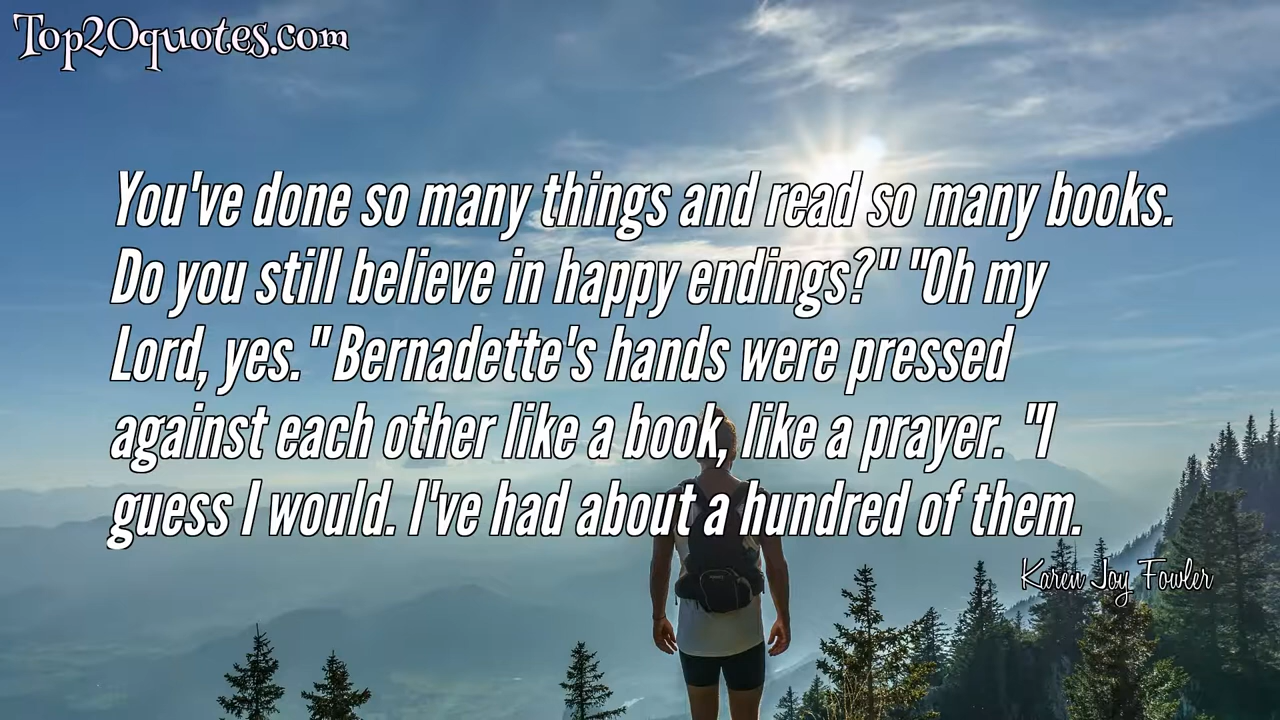 Top20quotes.com
You've done so many things and read so many books.
Do you still believe in happy endings?" "Oh my
Lord, yes." Bernadette's hands were pressed
against each other like a book, like a prayer. "I
guess I would. I've had about a hundred of them.
Karen Joy Fowler